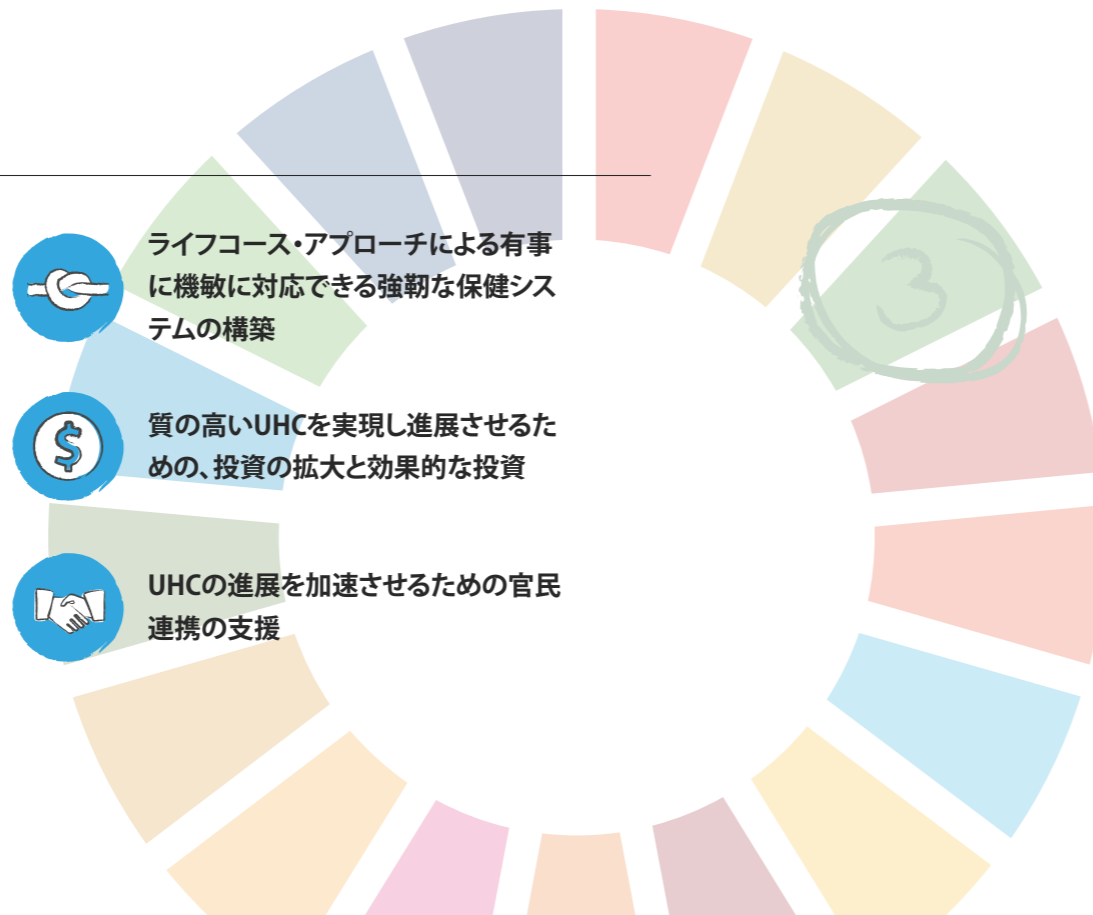 ライフコース・アプローチによる有事
に機敏に対応できる強靭な保健シス
テムの構築
$
質の高いUHCを実現し進展させるた
めの、投資の拡大と効果的な投資
UHCの進展を加速させるための官民
連携の支援
3